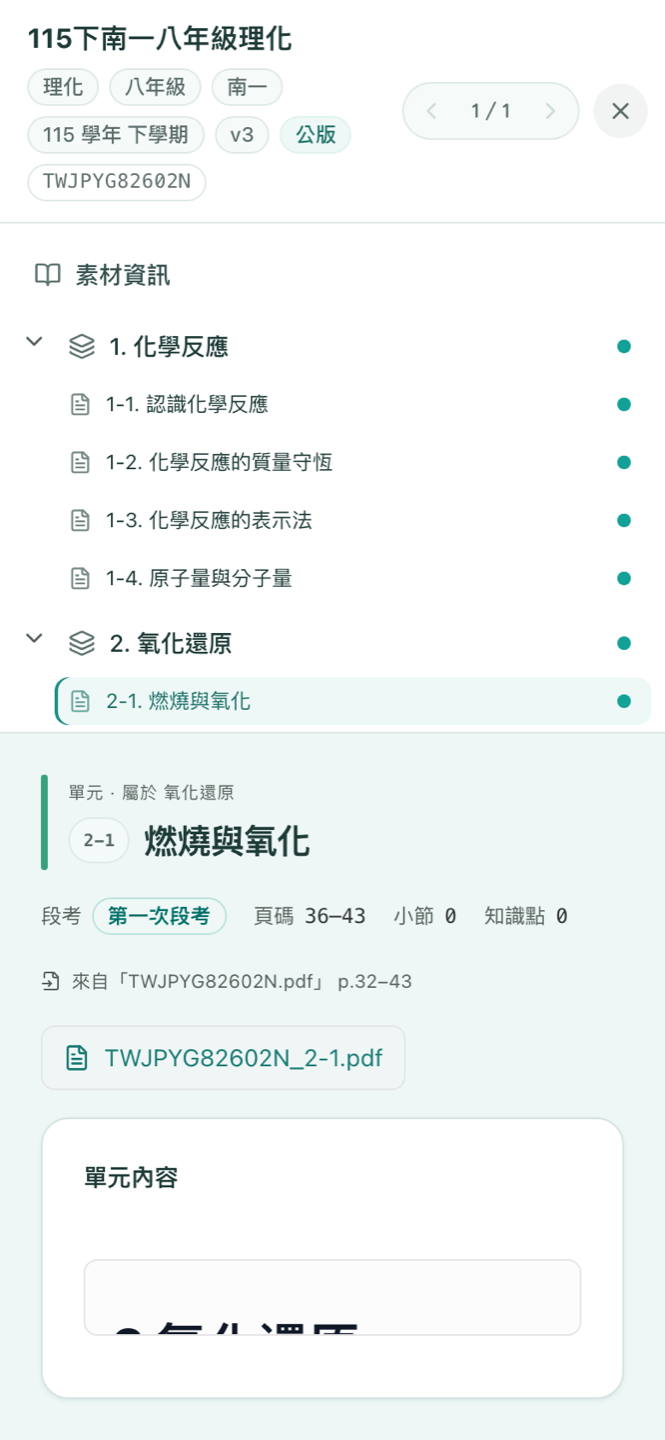 115下南一八年級理化
理化 八年級 南一
115 學年 下學期 v3 公版
TWJPYG82602N
1 / 1
素材資訊
1. 化學反應
1-1. 認識化學反應
1-2. 化學反應的質量守恆
1-3. 化學反應的表示法
1-4. 原子量與分子量
2. 氧化還原
2-1. 燃燒與氧化
單元 · 屬於 氧化還原
2-1 燃燒與氧化
段考 第一次段考 頁碼 36–43 小節 0 知識點 0
來自「TWJPYG82602N.pdf」 p.32–43
TWJPYG82602N_2-1.pdf
單元內容